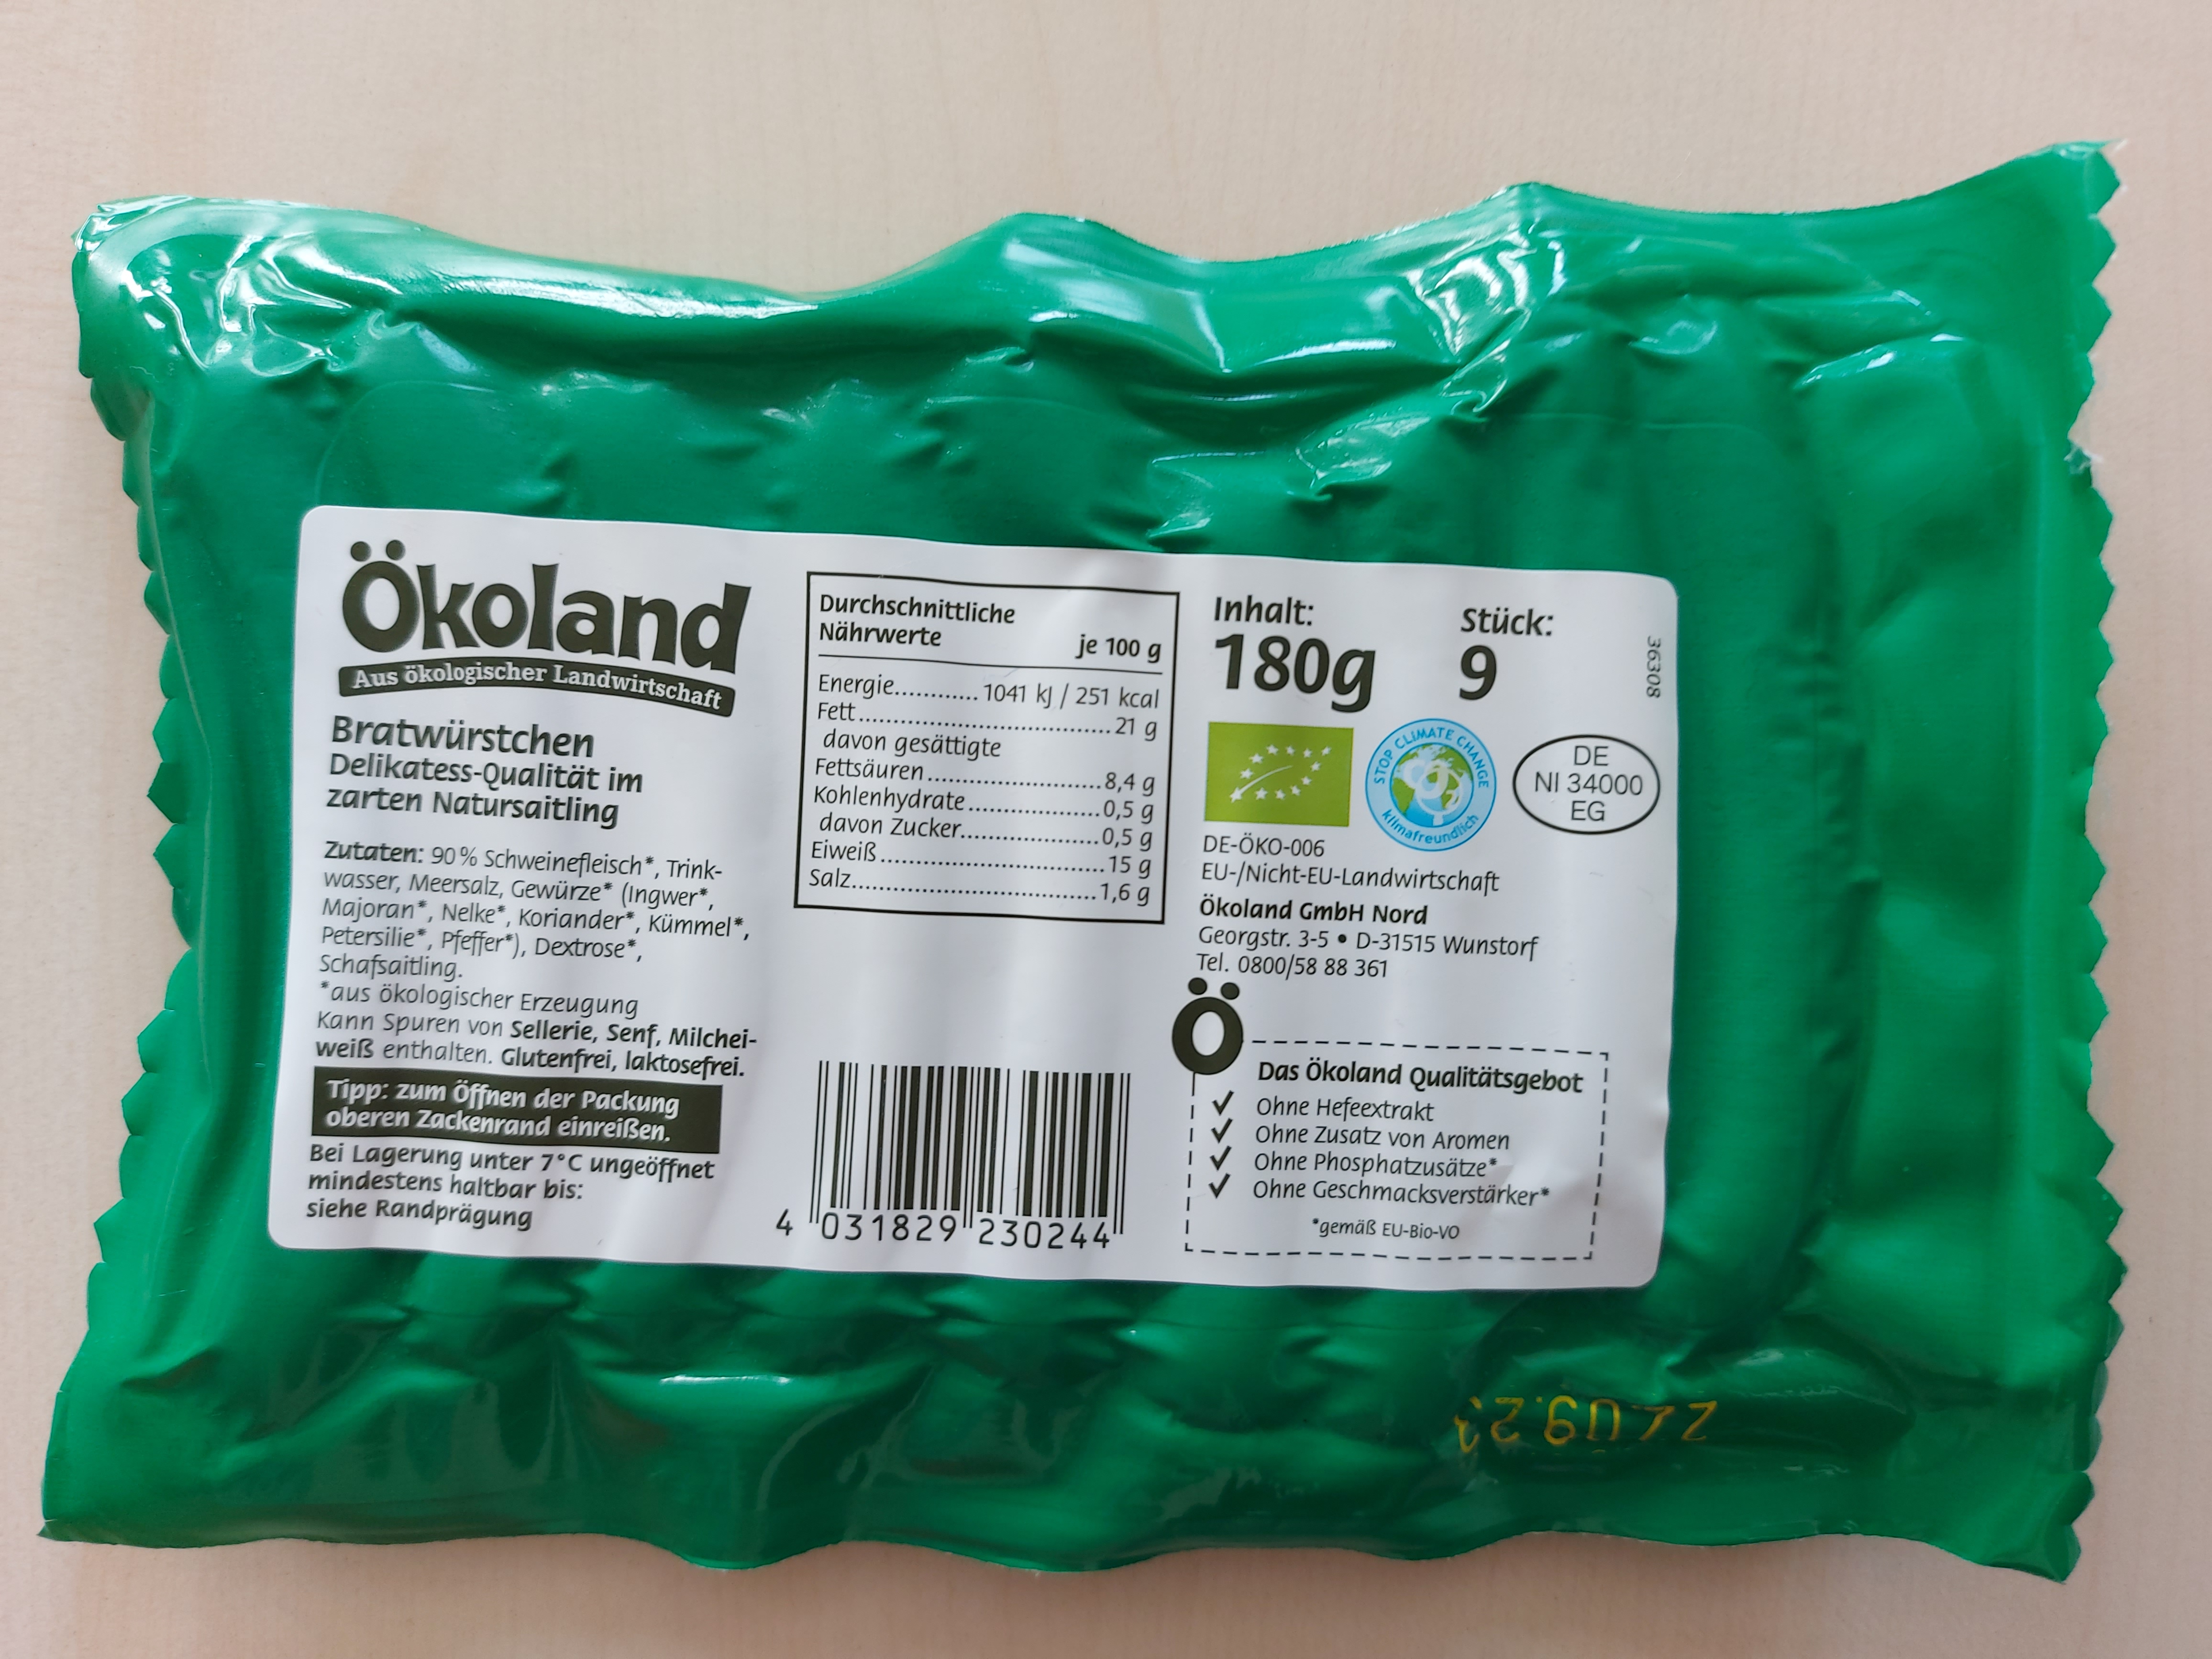 Ökoland
Aus ökologischer Landwirtschaft
Bratwürstchen
Delikatess-Qualität im
zarten Natursaitling
Zutaten: 90% Schweinefleisch*, Trink-
wasser, Meersalz, Gewürze* (Ingwer*,
Majoran*, Nelke*, Koriander*, Kümmel*,
Petersilie*, Pfeffer*), Dextrose*,
Schafsaitling.
*aus ökologischer Erzeugung
Kann Spuren von Sellerie, Senf, Milchei-
weiß enthalten. Glutenfrei, laktosefrei.
Tipp: zum Öffnen der Packung
oberen Zackenrand einreißen.
Bei Lagerung unter 7°C ungeöffnet
mindestens haltbar bis:
siehe Randprägung
Durchschnittliche
Nährwerte je 100 g
Energie............ 1041 kJ / 251 kcal
Fett.................................... 21 g
davon gesättigte
Fettsäuren........................ 8,4 g
Kohlenhydrate.................. 0,5 g
davon Zucker................... 0,5 g
Eiweiß................................ 15 g
Salz................................... 1,6 g
4 031829 230244
Inhalt: Stück:
180g 9
36308
STOP CLIMATE CHANGE
klimafreundlich
DE
NI 34000
EG
DE-ÖKO-006
EU-/Nicht-EU-Landwirtschaft
Ökoland GmbH Nord
Georgstr. 3-5 • D-31515 Wunstorf
Tel. 0800/58 88 361
Ö
Das Ökoland Qualitätsgebot
✓ Ohne Hefeextrakt
✓ Ohne Zusatz von Aromen
✓ Ohne Phosphatzusätze*
✓ Ohne Geschmacksverstärker*
*gemäß EU-Bio-VO